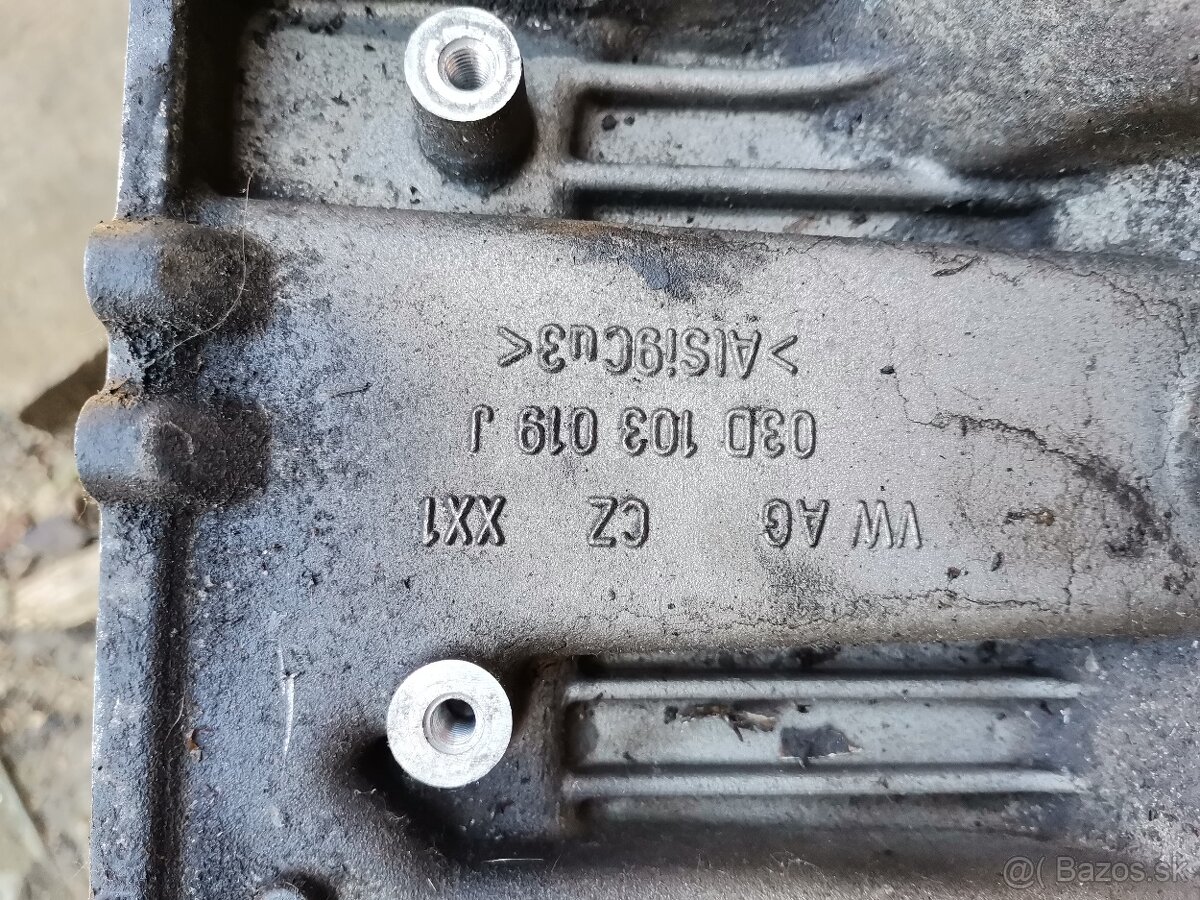 VW AG CZ XX1
03D 103 019 J
>AlSi9Cu3<
@( Bazos.sk